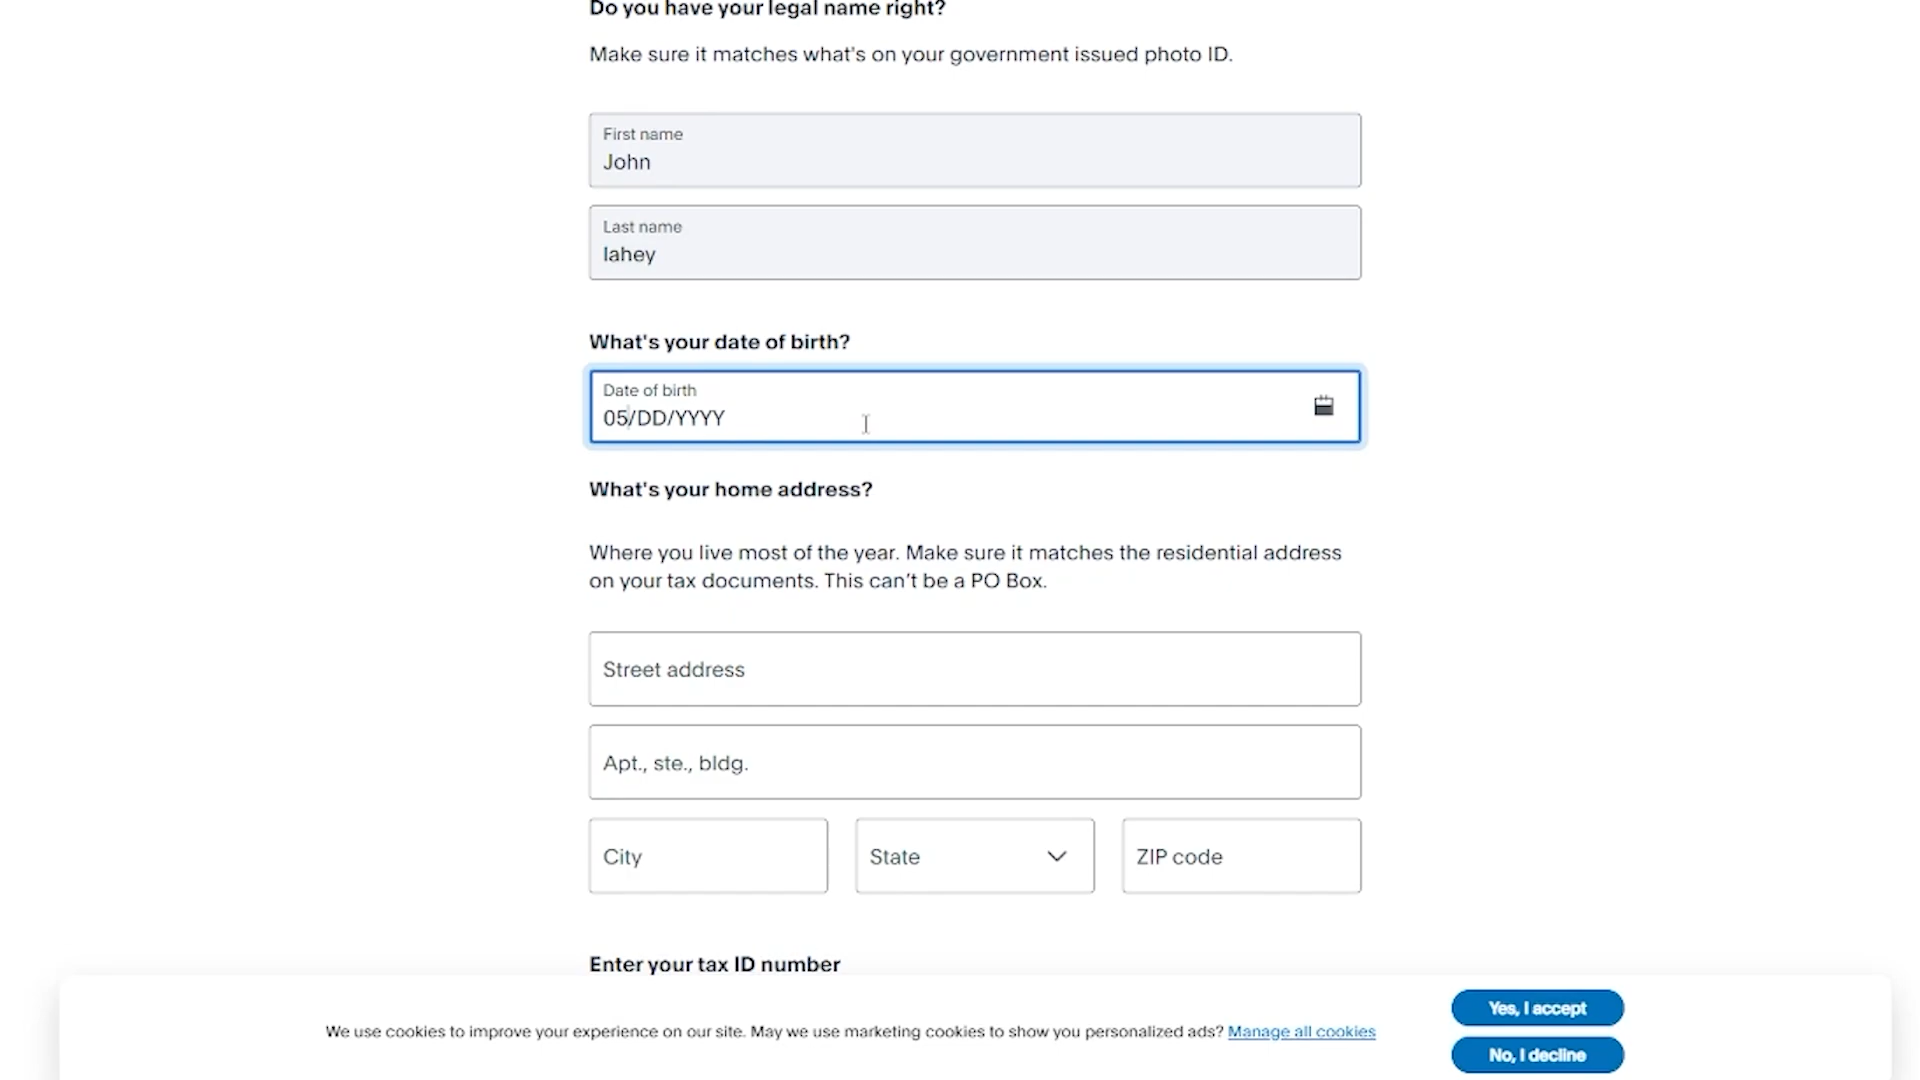 Do you have your legal name right?
Make sure it matches what's on your government issued photo ID.
First name
John
Last name
lahey
What's your date of birth?
Date of birth
05/DD/YYYY
What's your home address?
Where you live most of the year. Make sure it matches the residential address
on your tax documents. This can't be a PO Box.
Street address
Apt., ste., bldg.
City
State
ZIP code
Enter your tax ID number
We use cookies to improve your experience on our site. May we use marketing cookies to show you personalized ads? Manage all cookies
Yes, I accept
No, I decline